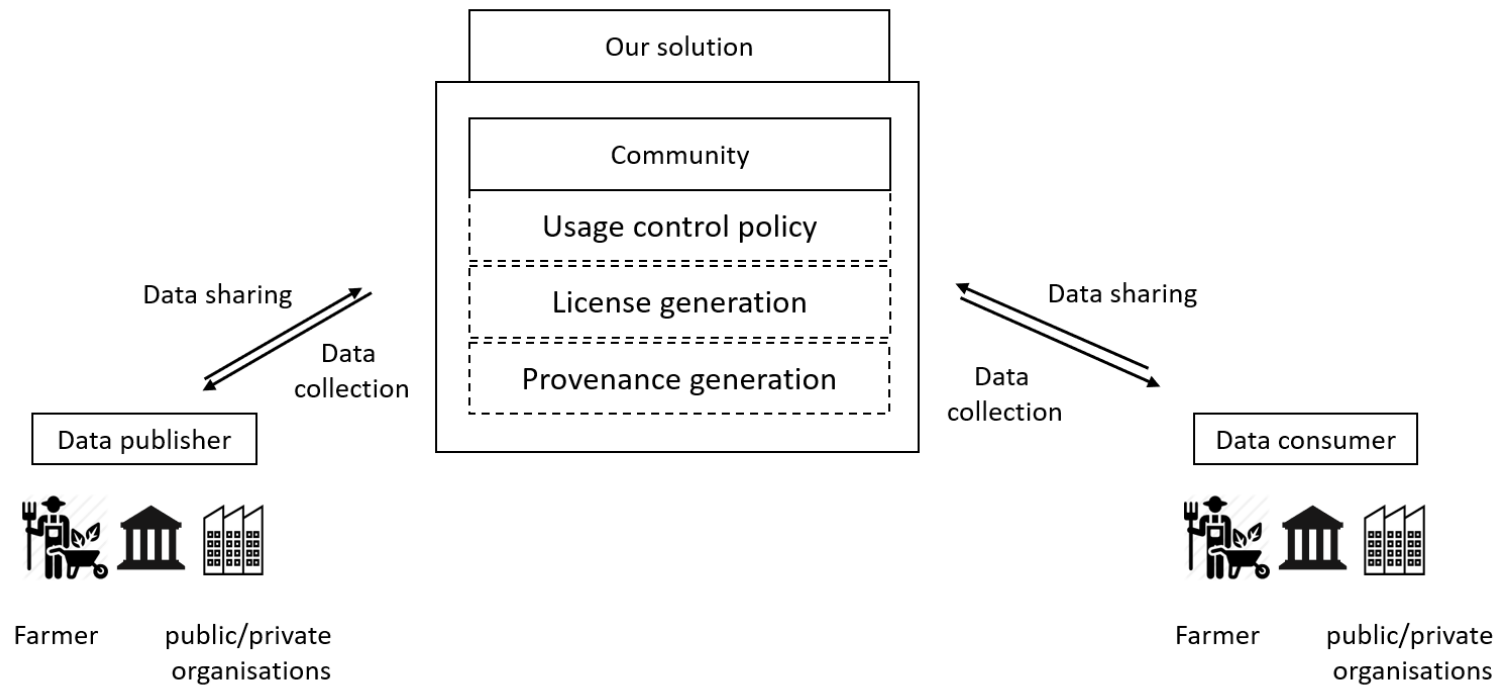 Our solution
Community
Usage control policy
License generation
Provenance generation
Data sharing
Data
collection
Data publisher
Farmer
public/private
organisations
Data sharing
Data
collection
Data consumer
Farmer
public/private
organisations